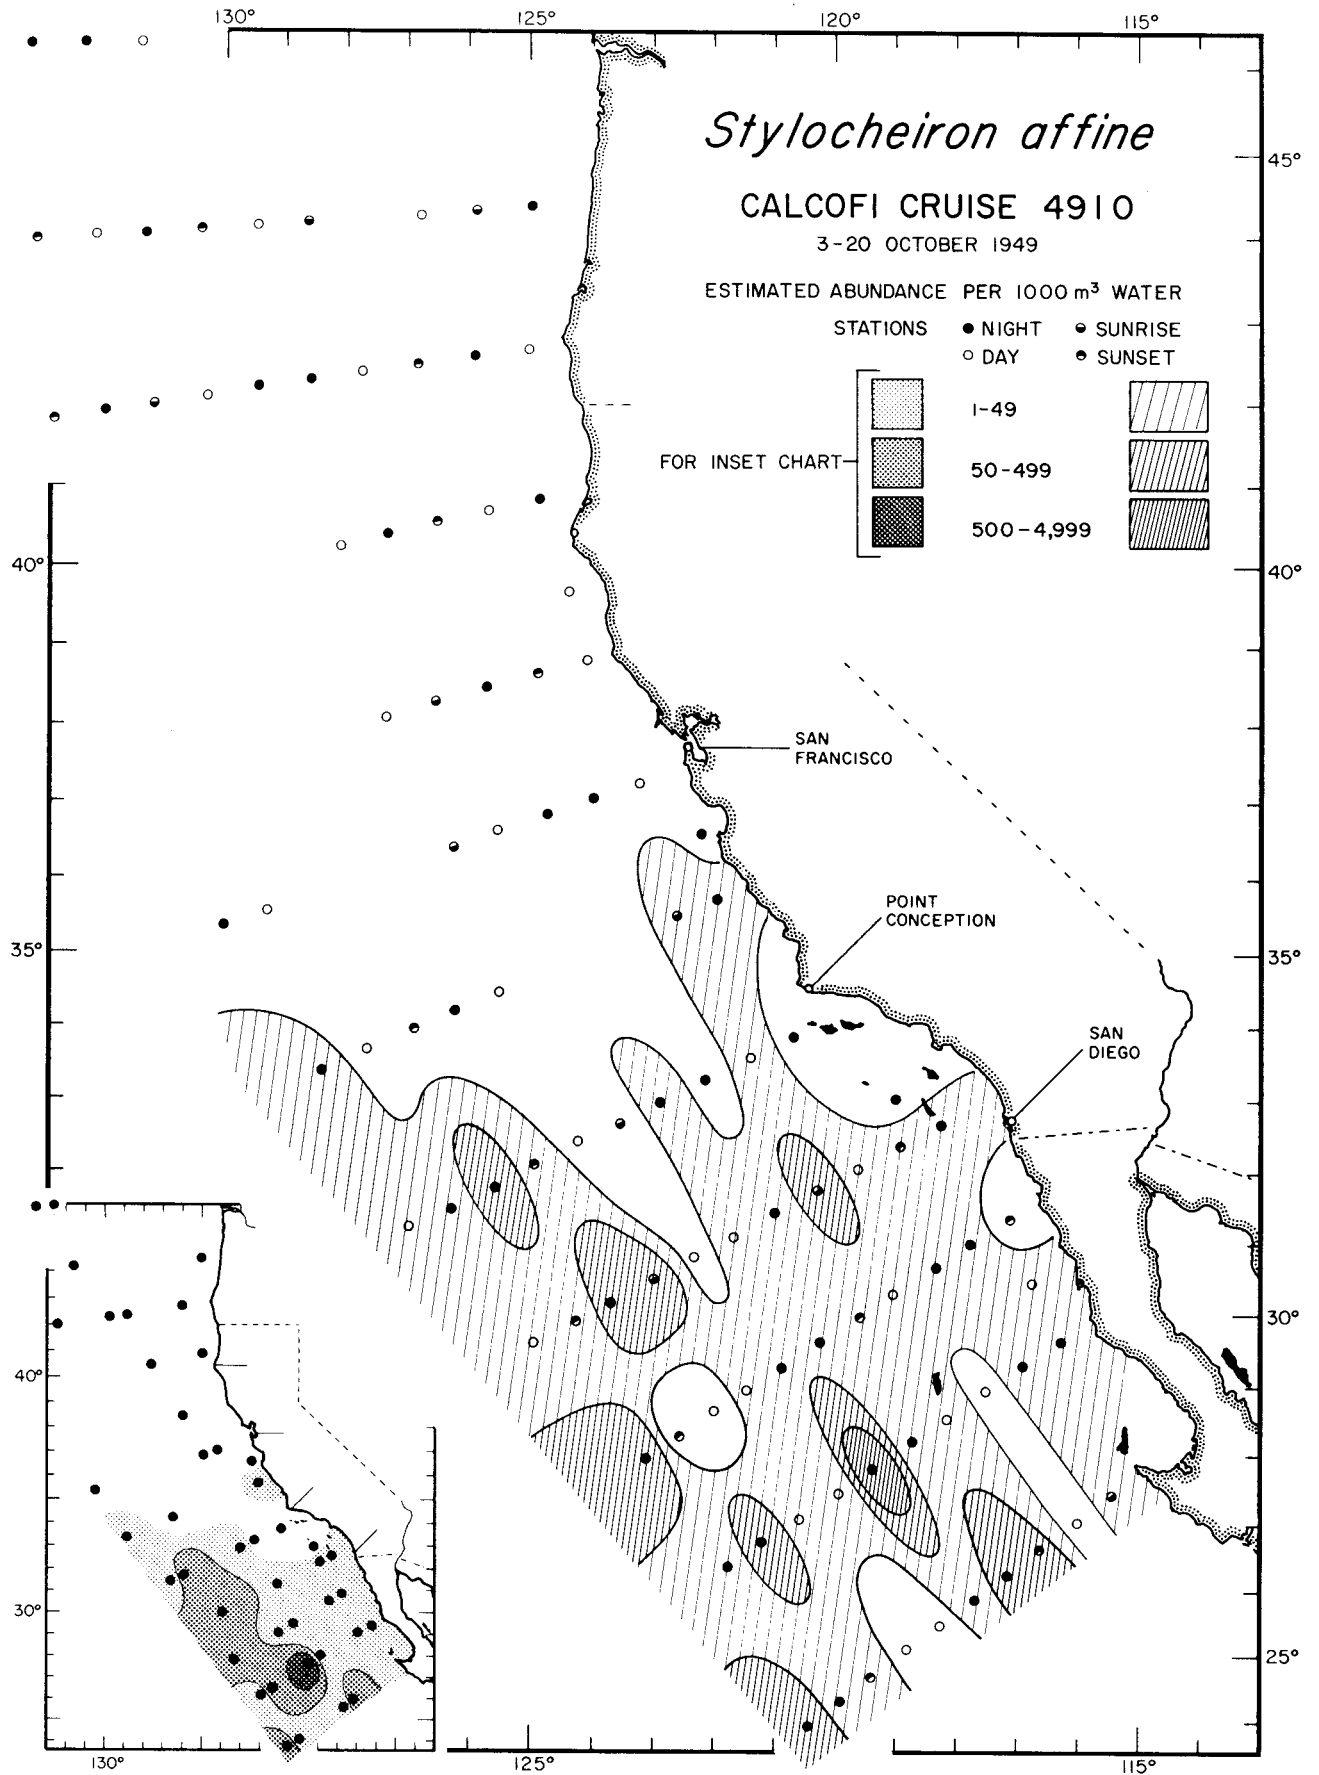 130° 125° 120° 115°
Stylocheiron affine
45°
CALCOFI CRUISE 4910
3-20 OCTOBER 1949
ESTIMATED ABUNDANCE PER 1000 m³ WATER
STATIONS NIGHT SUNRISE
DAY SUNSET
1-49
FOR INSET CHART 50-499
500-4,999
40° 40°
SAN
FRANCISCO
POINT
CONCEPTION
35° 35°
SAN
DIEGO
30°
40°
30°
25°
130° 125° 115°